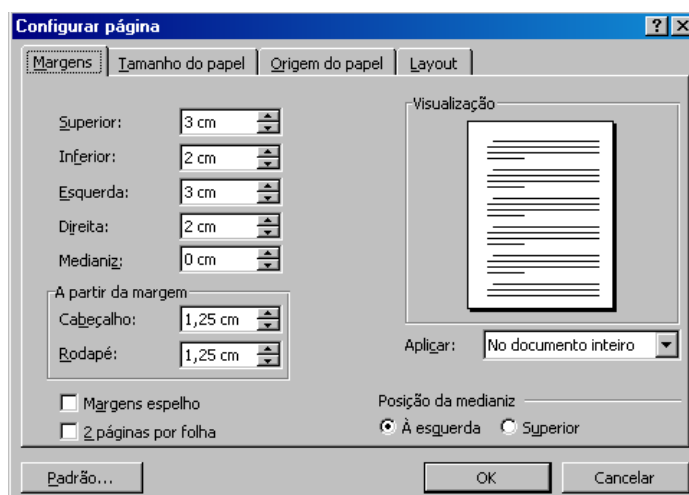 Configurar página
Margens Tamanho do papel Origem do papel Layout
Superior: 3 cm
Inferior: 2 cm
Esquerda: 3 cm
Direita: 2 cm
Medianiz: 0 cm
A partir da margem
Cabeçalho: 1,25 cm
Rodapé: 1,25 cm
Margens espelho
2 páginas por folha
Visualização
Aplicar: No documento inteiro
Posição da medianiz
À esquerda Superior
Padrão... OK Cancelar